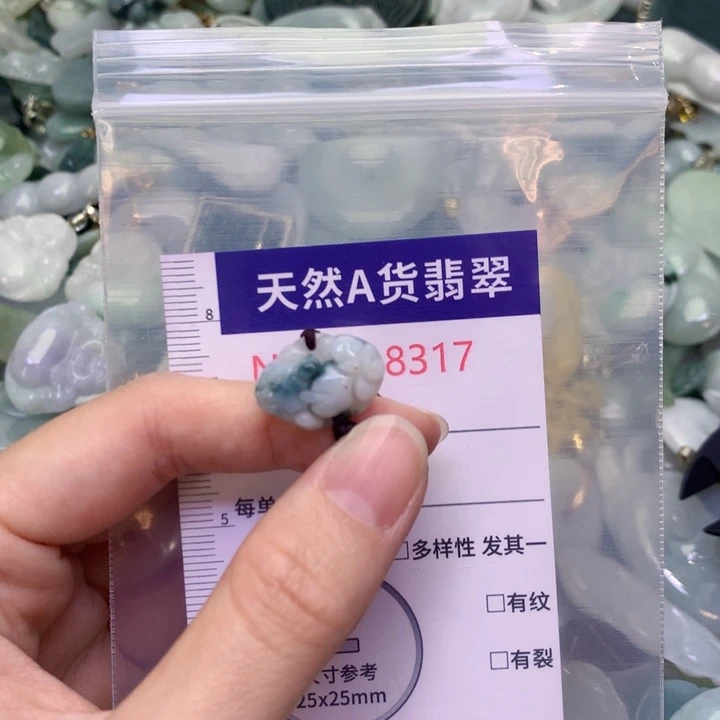 天然A货翡翠
8
N 8317
每单
5
□多样性 发其一
□有纹
□有裂
寸参考
25x25mm